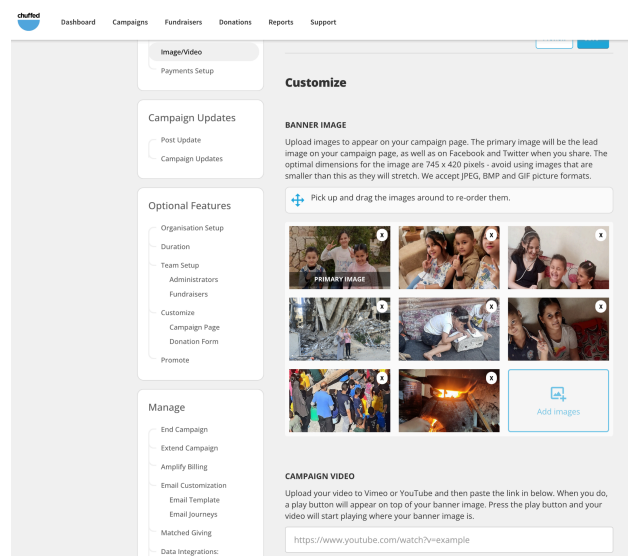 chuffed
Dashboard
Campaigns
Fundraisers
Donations
Reports
Support
Image/Video
Payments Setup
Campaign Updates
Post Update
Campaign Updates
Optional Features
Organisation Setup
Duration
Team Setup
Administrators
Fundraisers
Customize
Campaign Page
Donation Form
Promote
Manage
End Campaign
Extend Campaign
Amplify Billing
Email Customization
Email Template
Email Journeys
Matched Giving
Data Integrations:
Customize
BANNER IMAGE
Upload images to appear on your campaign page. The primary image will be the lead
image on your campaign page, as well as on Facebook and Twitter when you share. The
optimal dimensions for the image are 745 x 420 pixels - avoid using images that are
smaller than this as they will stretch. We accept JPEG, BMP and GIF picture formats.
Pick up and drag the images around to re-order them.
X
X
X
PRIMARY IMAGE
X
X
X
X
X
Add images
CAMPAIGN VIDEO
Upload your video to Vimeo or YouTube and then paste the link in below. When you do,
a play button will appear on top of your banner image. Press the play button and your
video will start playing where your banner image is.
https://www.youtube.com/watch?v=example